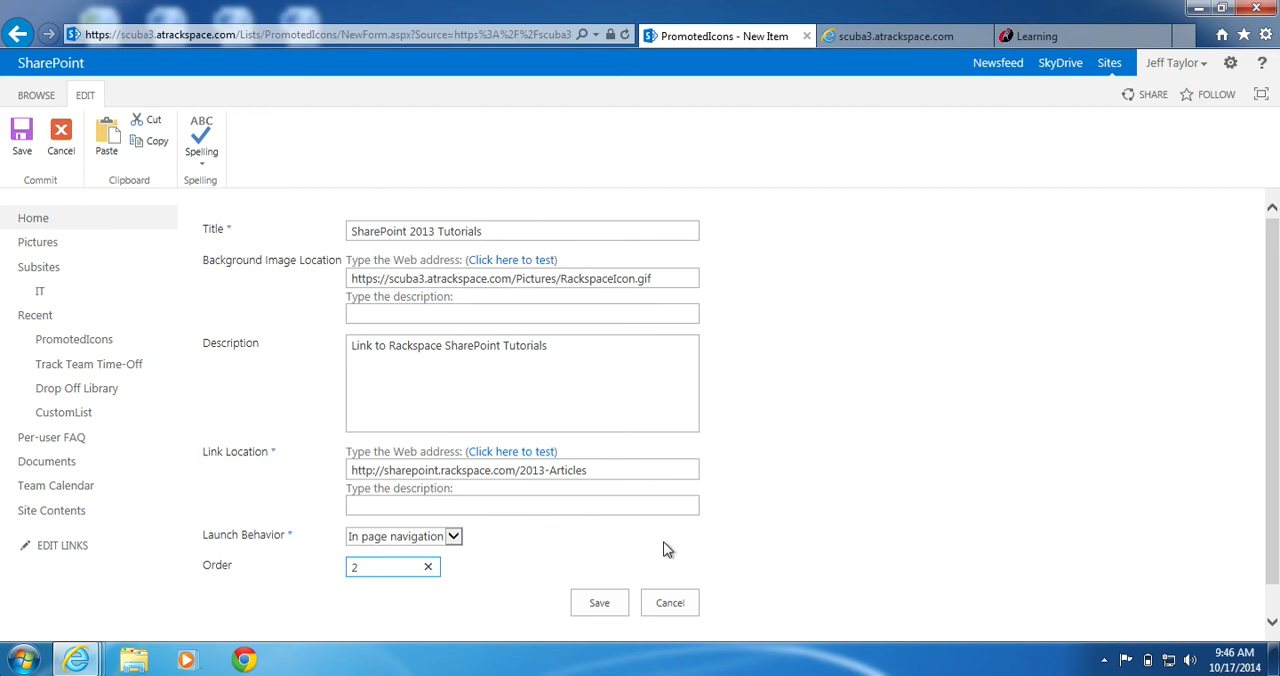 https://scuba3.atrackspace.com/Lists/PromotedIcons/NewForm.aspx?Source=https%3A%2F%2Fscuba3
PromotedIcons - New Item
scuba3.atrackspace.com
Learning
SharePoint
Newsfeed
SkyDrive
Sites
Jeff Taylor
?
BROWSE
EDIT
SHARE
FOLLOW
Save
Cancel
Paste
Cut
Copy
ABC
Spelling
Commit
Clipboard
Spelling
Home
Pictures
Subsites
IT
Recent
PromotedIcons
Track Team Time-Off
Drop Off Library
CustomList
Per-user FAQ
Documents
Team Calendar
Site Contents
EDIT LINKS
Title *
SharePoint 2013 Tutorials
Background Image Location
Type the Web address: (Click here to test)
https://scuba3.atrackspace.com/Pictures/RackspaceIcon.gif
Type the description:
Description
Link to Rackspace SharePoint Tutorials
Link Location *
Type the Web address: (Click here to test)
http://sharepoint.rackspace.com/2013-Articles
Type the description:
Launch Behavior *
In page navigation
Order
2
Save
Cancel
9:46 AM
10/17/2014